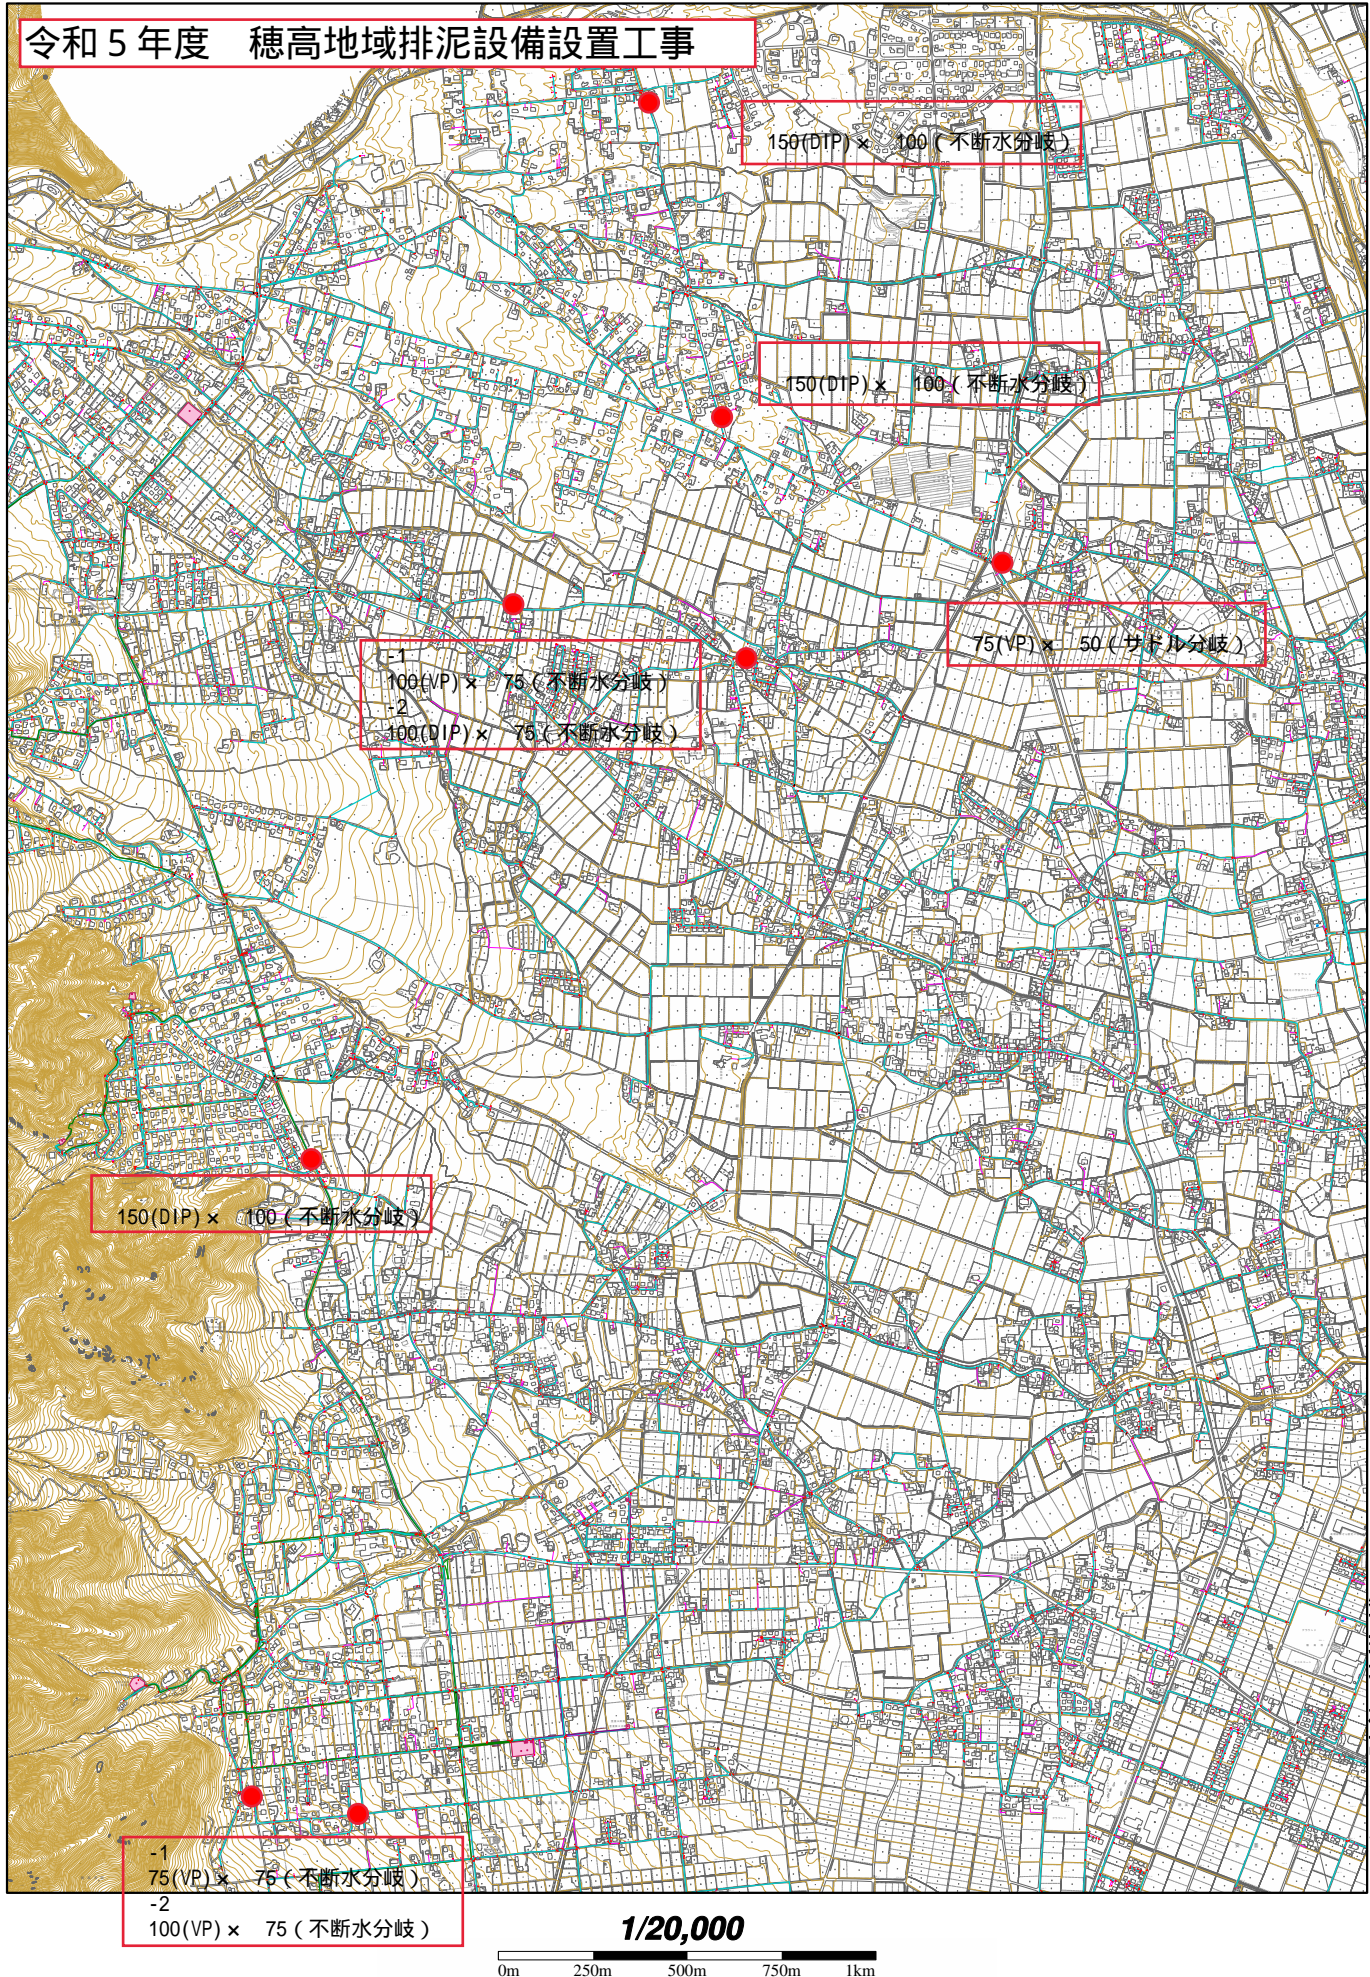 令和５年度　穂高地域排泥設備設置工事
150(DIP)×　100（不断水分岐）
150(DIP)×　100（不断水分岐）
75(VP)×　50（サドル分岐）
-1
100(VP)×　75（不断水分岐）
-2
100(DIP)×　75（不断水分岐）
150(DIP)×　100（不断水分岐）
-1
75(VP)×　75（不断水分岐）
-2
100(VP)×　75（不断水分岐）
1/20,000
0m 250m 500m 750m 1km